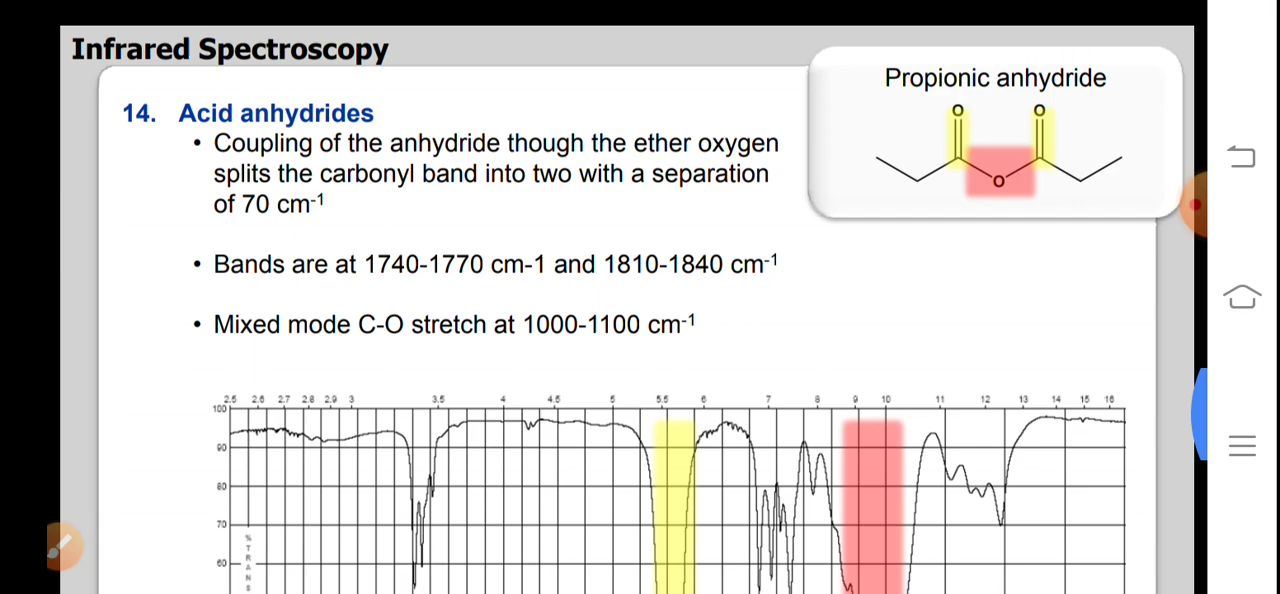 Infrared Spectroscopy
Propionic anhydride
O O
O
14. Acid anhydrides
• Coupling of the anhydride though the ether oxygen
splits the carbonyl band into two with a separation
of 70 cm-1
• Bands are at 1740-1770 cm-1 and 1810-1840 cm-1
• Mixed mode C-O stretch at 1000-1100 cm-1
2.5 2.6 2.7 2.8 2.9 3 3.5 4 4.5 5 5.5 6 7 8 9 10 11 12 13 14 15 16
100
90
80
70
60
%
T
R
A
N
S